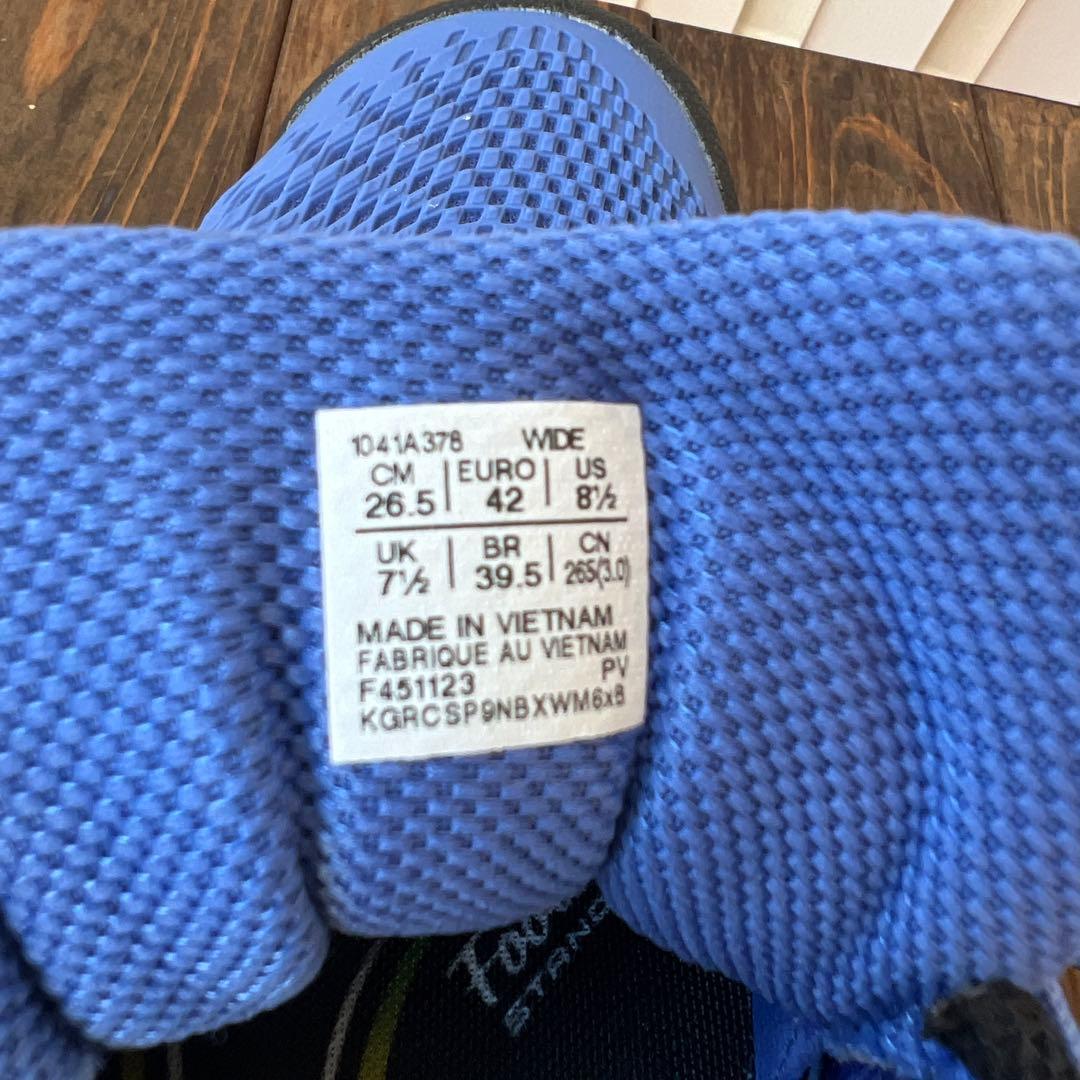 1041A378 WIDE
CM EURO US
26.5 42 8½
UK BR CN
7½ 39.5 265(3.0)
MADE IN VIETNAM
FABRIQUE AU VIETNAM
F451123 PV
KGRCSP9NBXWM6xB